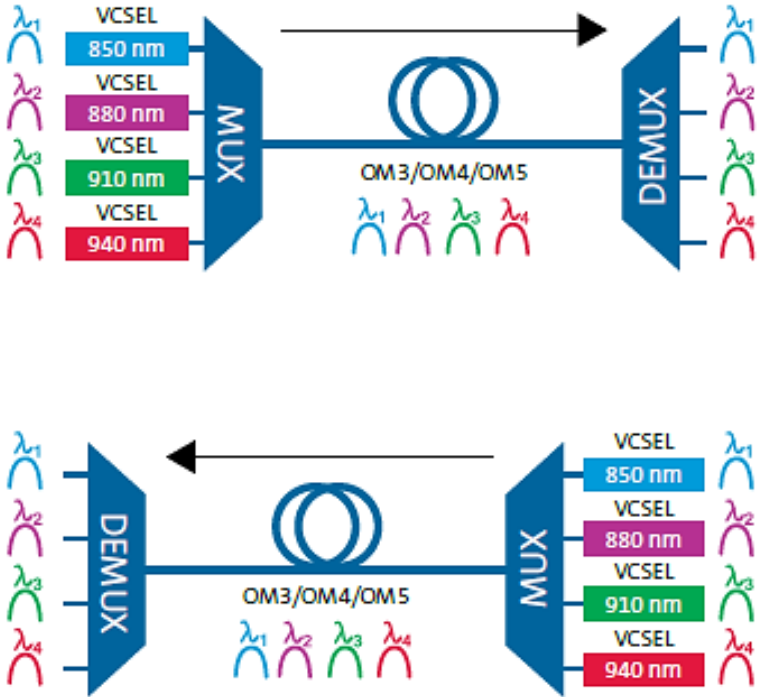 λ1 VCSEL λ1
850 nm
λ2 VCSEL λ2
880 nm
λ3 VCSEL λ3
910 nm
λ4 VCSEL λ4
940 nm
MUX
DEMUX
OM3/OM4/OM5
λ1 λ2 λ3 λ4
λ1 VCSEL λ1
850 nm
λ2 VCSEL λ2
880 nm
λ3 VCSEL λ3
910 nm
λ4 VCSEL λ4
940 nm
DEMUX
MUX
OM3/OM4/OM5
λ1 λ2 λ3 λ4